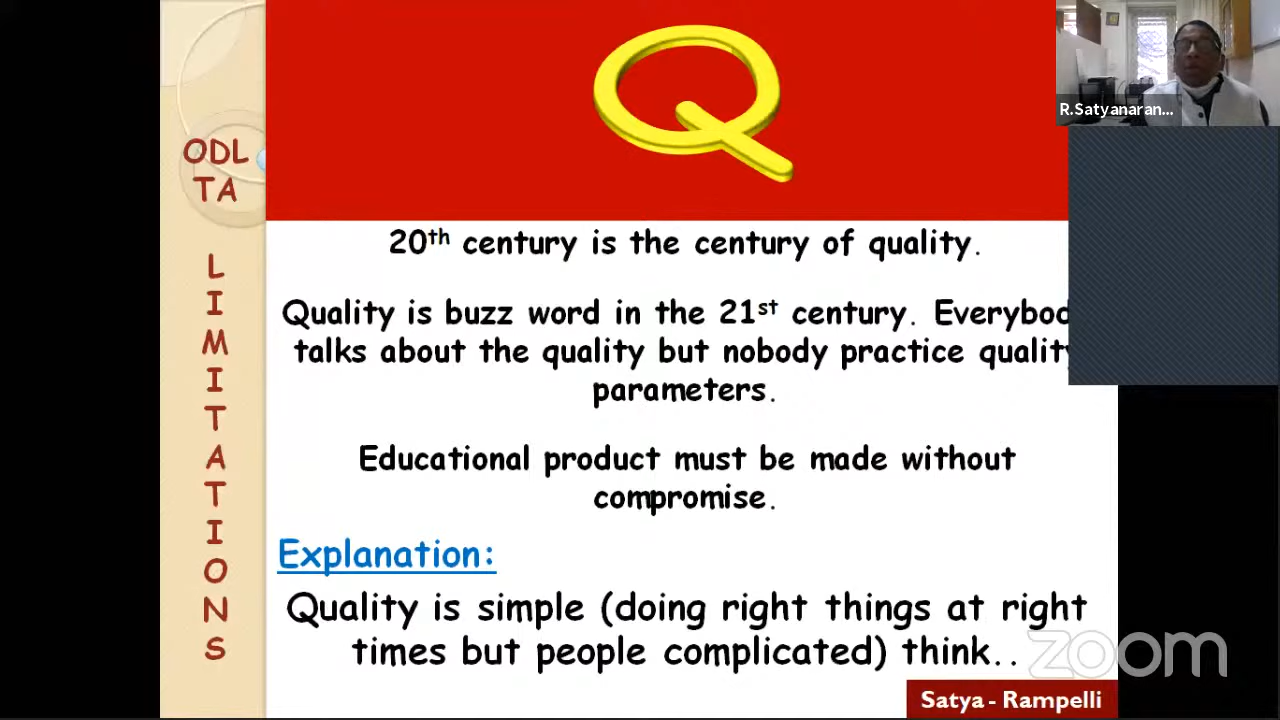 Q
R.Satyanaran...
ODL
TA
L
I
M
I
T
A
T
I
O
N
S
20th century is the century of quality.
Quality is buzz word in the 21st century. Everybod
talks about the quality but nobody practice quality
parameters.
Educational product must be made without
compromise.
Explanation:
Quality is simple (doing right things at right
times but people complicated) think..
zoom
Satya - Rampelli